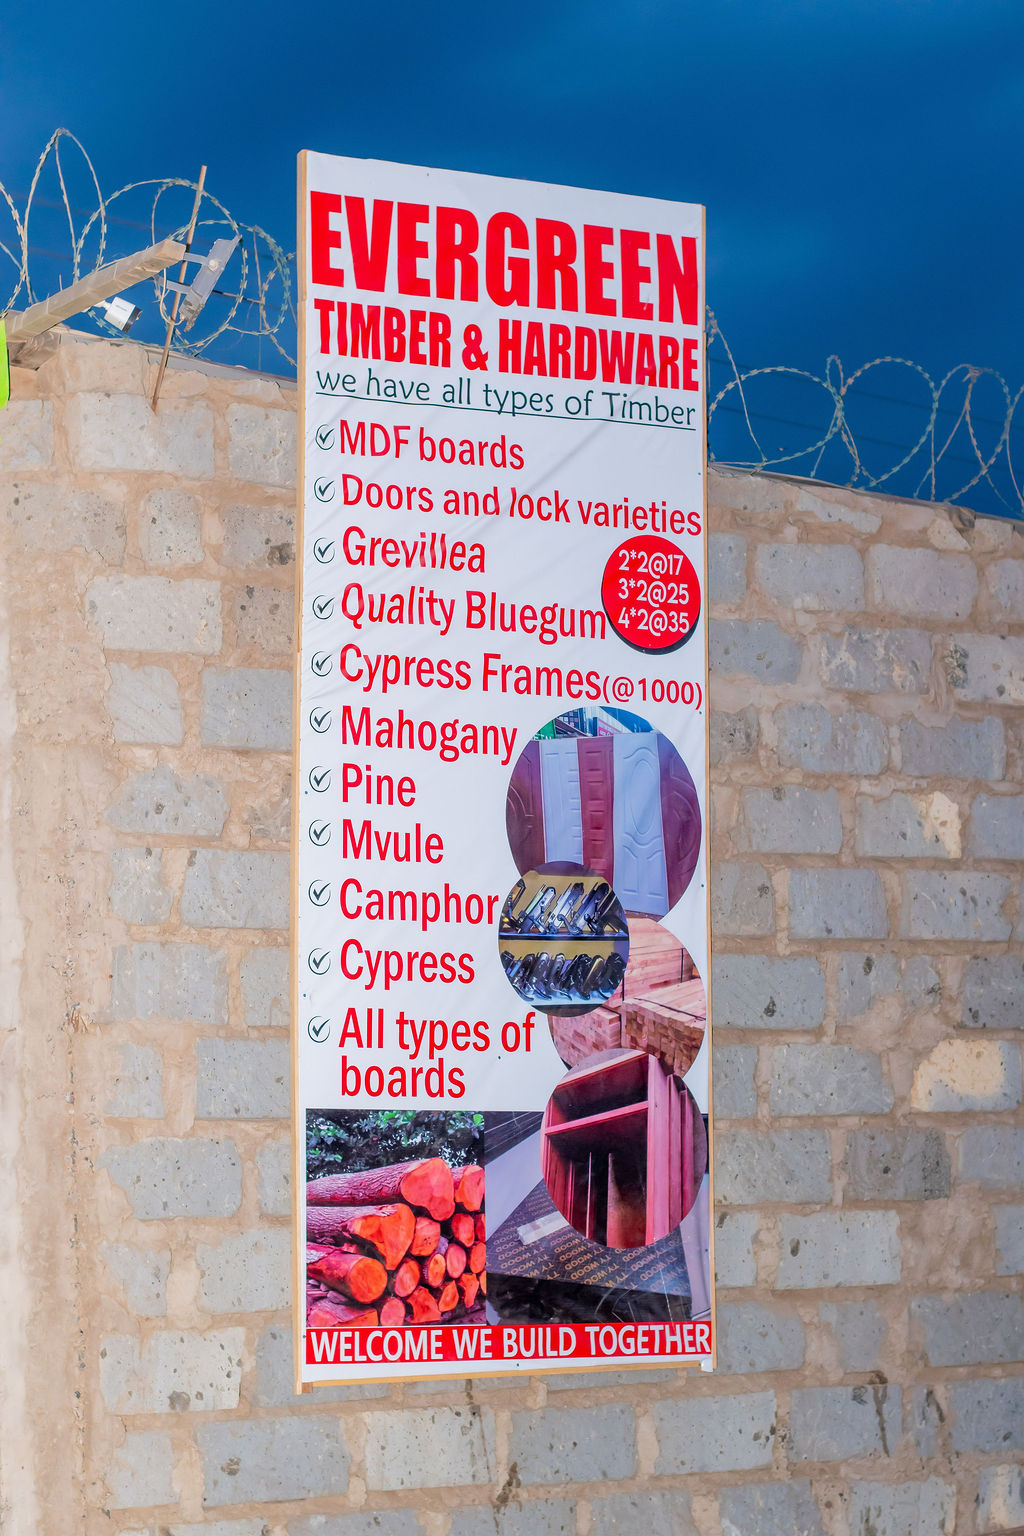 EVERGREEN
TIMBER & HARDWARE
we have all types of Timber
MDF boards
Doors and lock varieties
Grevillea
2*2@17
3*2@25
4*2@35
Quality Bluegum
Cypress Frames(@1000)
Mahogany
Pine
Mvule
Camphor
Cypress
All types of
boards
WELCOME WE BUILD TOGETHER